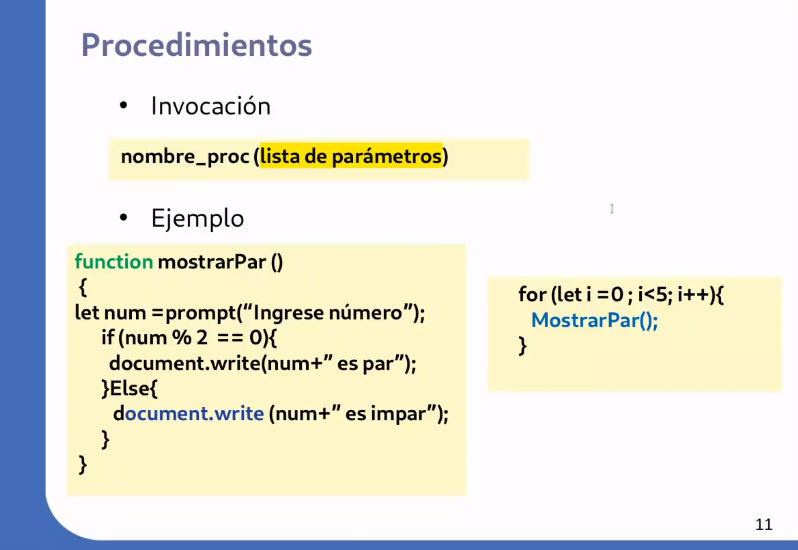 Procedimientos
• Invocación
nombre_proc (lista de parámetros)
• Ejemplo
function mostrarPar ()
{
let num =prompt(“Ingrese número”);
if (num % 2 == 0){
document.write(num+” es par”);
}Else{
document.write (num+” es impar”);
}
}
for (let i =0 ; i<5; i++){
MostrarPar();
}
11